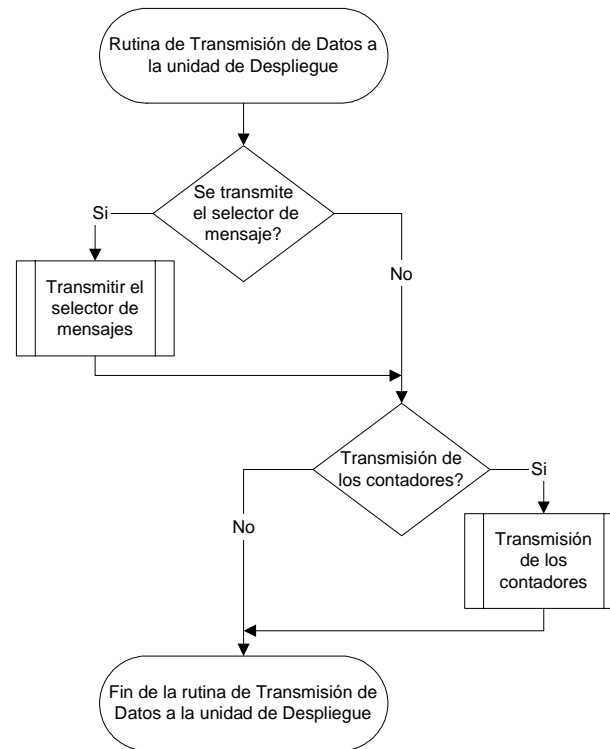 Rutina de Transmisión de Datos a
la unidad de Despliegue
Se transmite
el selector de
mensaje?
Si
No
Transmitir el
selector de
mensajes
Transmisión de
los contadores?
Si
No
Transmisión
de los
contadores
Fin de la rutina de Transmisión de
Datos a la unidad de Despliegue